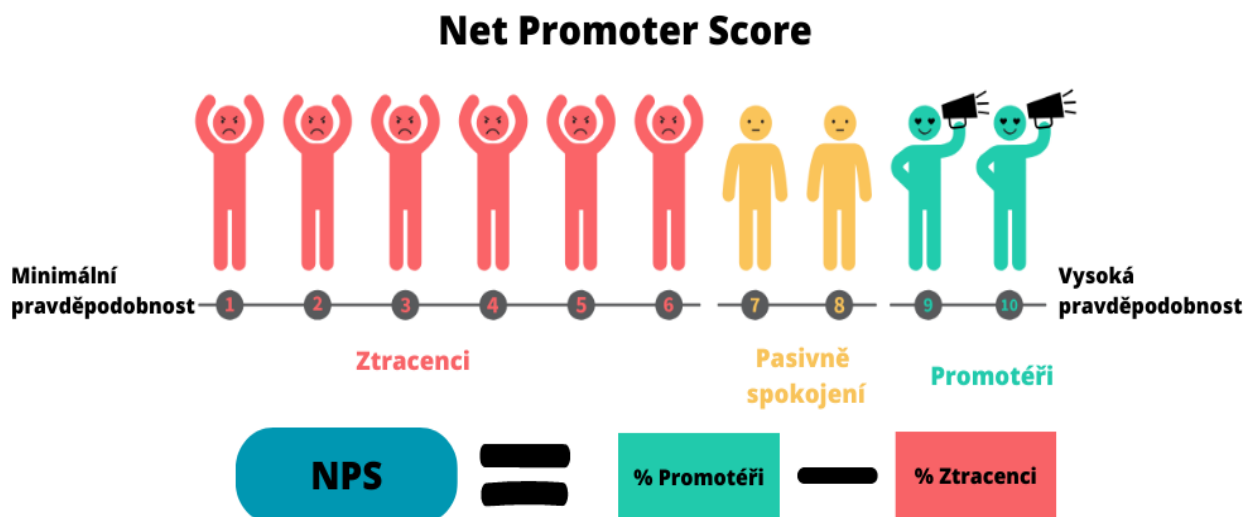 Net Promoter Score
Minimální
pravděpodobnost
1 2 3 4 5 6 7 8 9 10
Vysoká
pravděpodobnost
Ztracenci
Pasivně
spokojení
Promotéři
NPS = % Promotéři - % Ztracenci